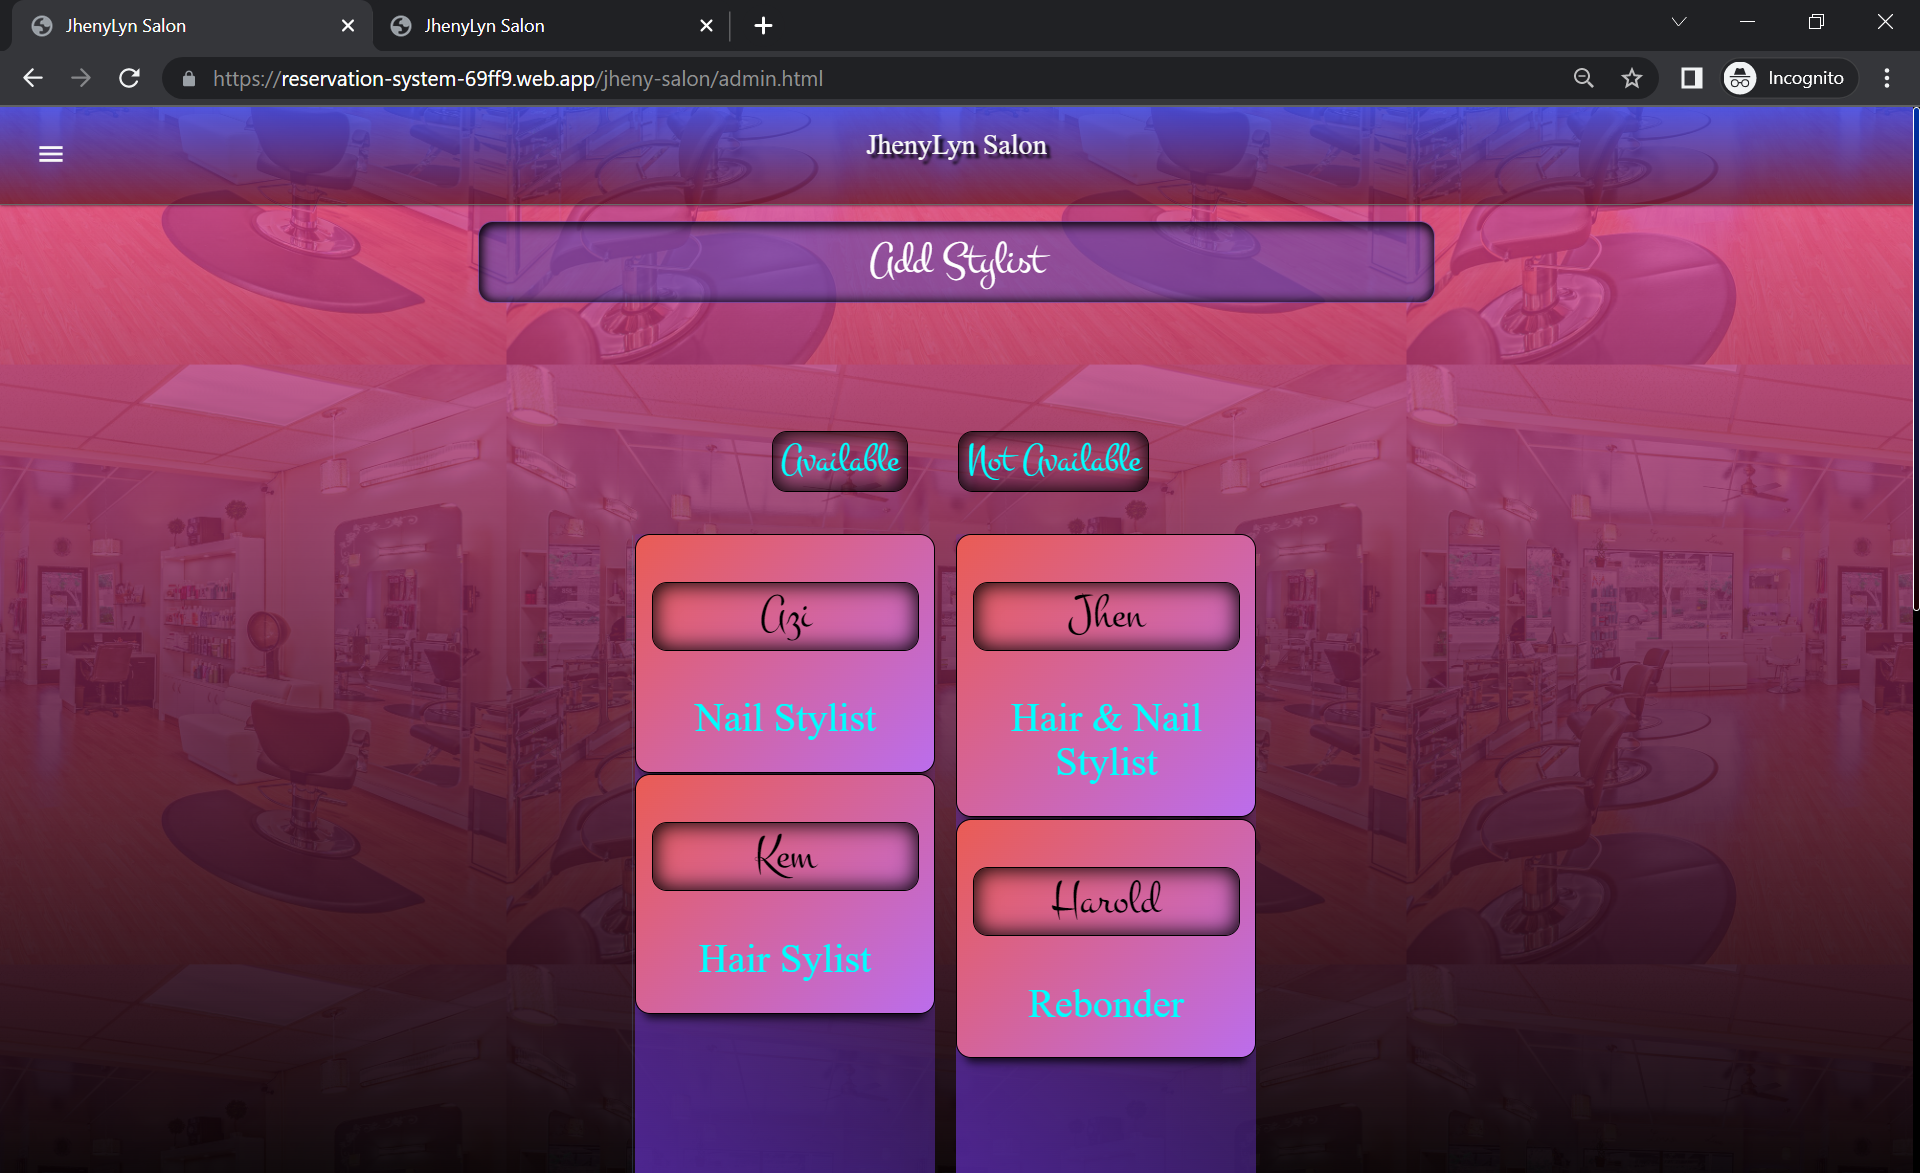 JhenyLyn Salon
JhenyLyn Salon
https://reservation-system-69ff9.web.app/jheny-salon/admin.html
Incognito
JhenyLyn Salon
Add Stylist
Available
Not Available
Azi
Nail Stylist
Kem
Hair Sylist
Jhen
Hair & Nail
Stylist
Harold
Rebonder